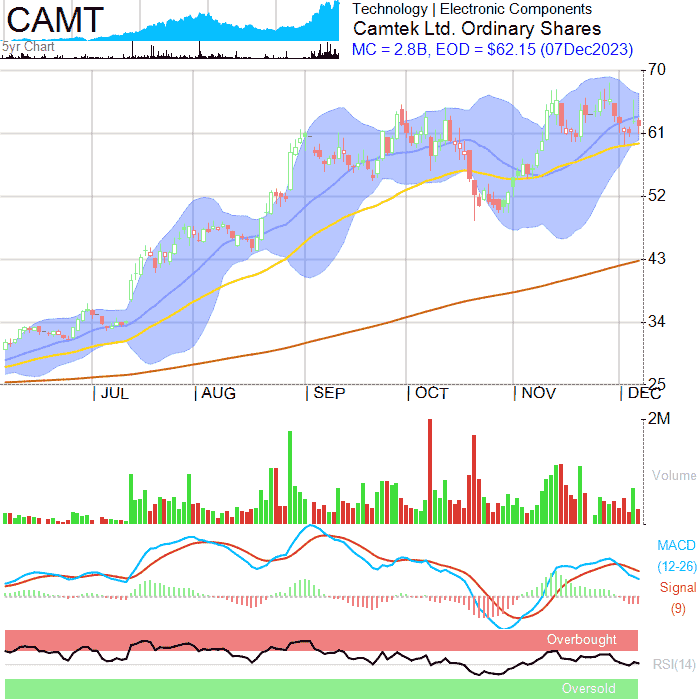 CAMT
5yr Chart
Technology | Electronic Components
Camtek Ltd. Ordinary Shares
MC = 2.8B, EOD = $62.15 (07Dec2023)
70
61
52
43
34
25
JUL
AUG
SEP
OCT
NOV
DEC
2M
Volume
MACD
(12-26)
Signal
(9)
Overbought
RSI(14)
Oversold